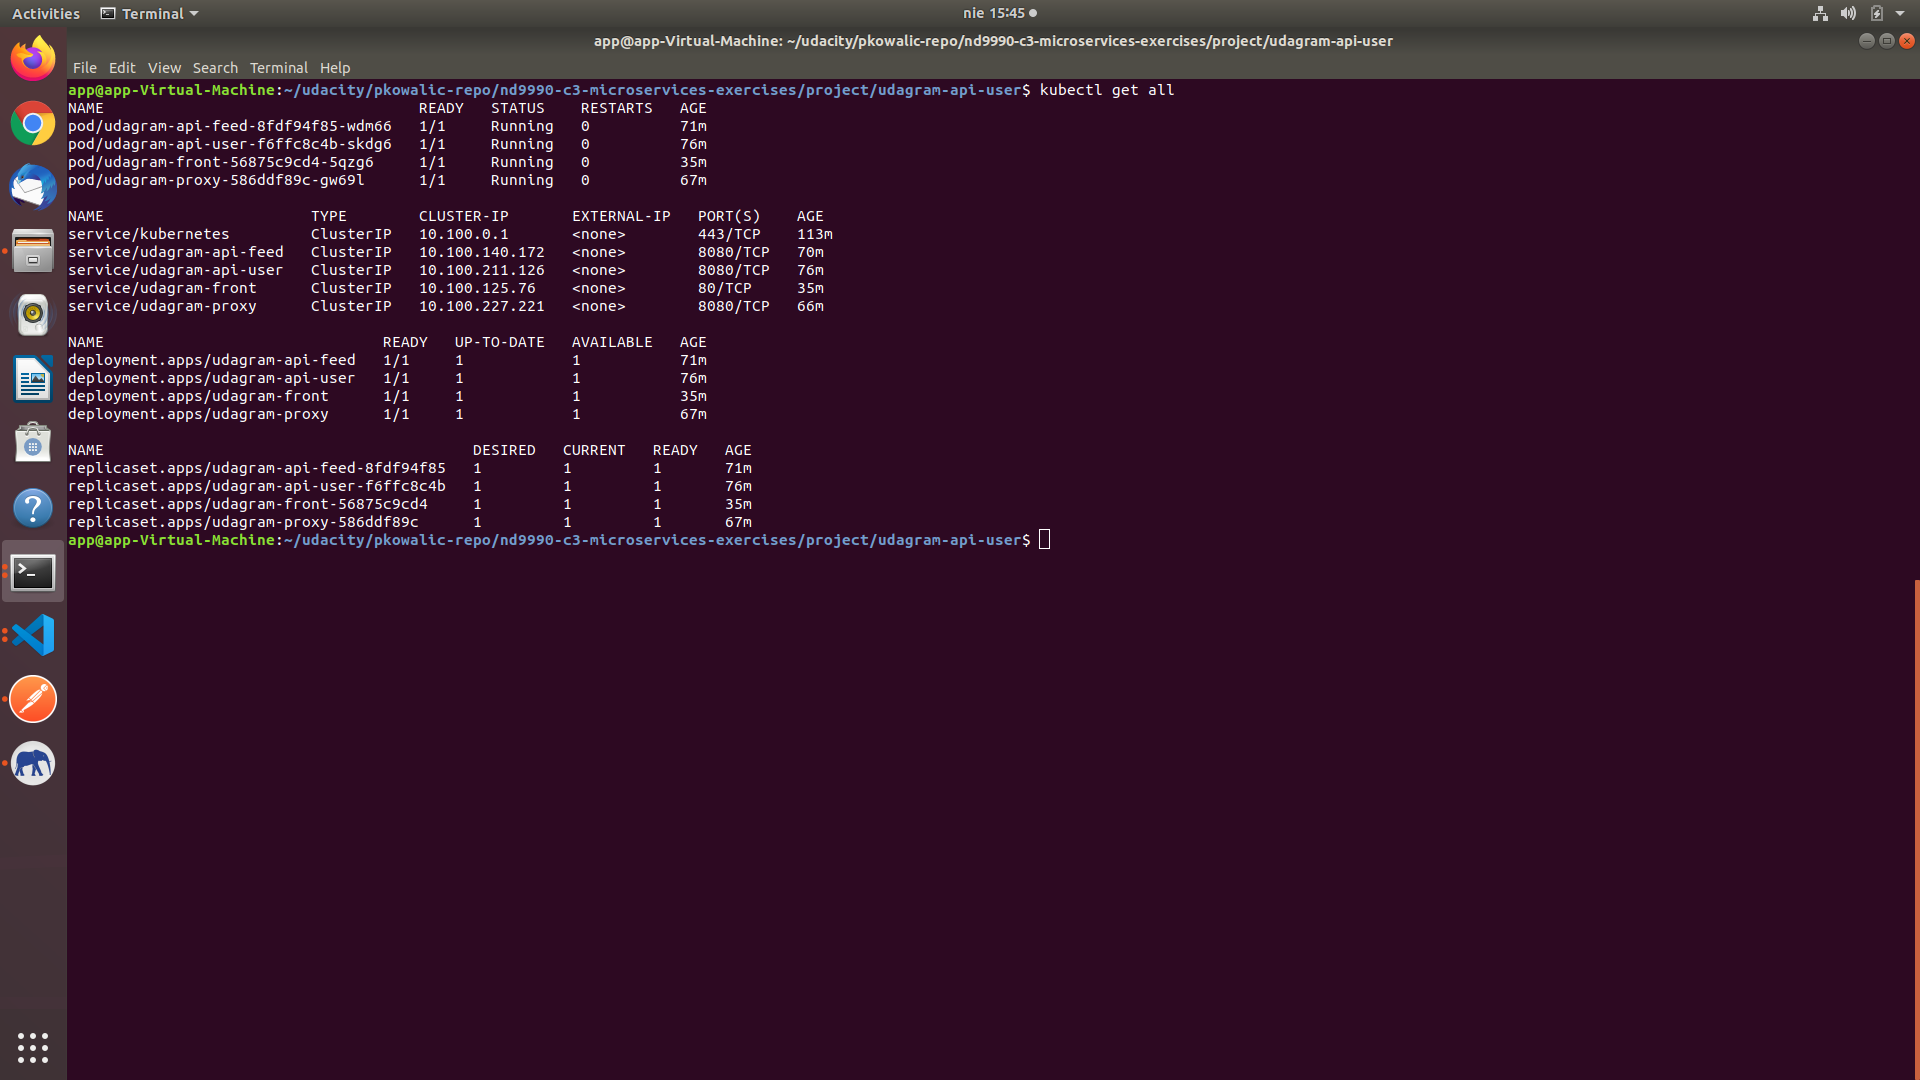 Activities Terminal nie 15:45
app@app-Virtual-Machine: ~/udacity/pkowalic-repo/nd9990-c3-microservices-exercises/project/udagram-api-user
File Edit View Search Terminal Help
app@app-Virtual-Machine:~/udacity/pkowalic-repo/nd9990-c3-microservices-exercises/project/udagram-api-user$ kubectl get all
NAME READY STATUS RESTARTS AGE
pod/udagram-api-feed-8fdf94f85-wdm66 1/1 Running 0 71m
pod/udagram-api-user-f6ffc8c4b-skdg6 1/1 Running 0 76m
pod/udagram-front-56875c9cd4-5qzg6 1/1 Running 0 35m
pod/udagram-proxy-586ddf89c-gw69l 1/1 Running 0 67m
NAME TYPE CLUSTER-IP EXTERNAL-IP PORT(S) AGE
service/kubernetes ClusterIP 10.100.0.1 <none> 443/TCP 113m
service/udagram-api-feed ClusterIP 10.100.140.172 <none> 8080/TCP 70m
service/udagram-api-user ClusterIP 10.100.211.126 <none> 8080/TCP 76m
service/udagram-front ClusterIP 10.100.125.76 <none> 80/TCP 35m
service/udagram-proxy ClusterIP 10.100.227.221 <none> 8080/TCP 66m
NAME READY UP-TO-DATE AVAILABLE AGE
deployment.apps/udagram-api-feed 1/1 1 1 71m
deployment.apps/udagram-api-user 1/1 1 1 76m
deployment.apps/udagram-front 1/1 1 1 35m
deployment.apps/udagram-proxy 1/1 1 1 67m
NAME DESIRED CURRENT READY AGE
replicaset.apps/udagram-api-feed-8fdf94f85 1 1 1 71m
replicaset.apps/udagram-api-user-f6ffc8c4b 1 1 1 76m
replicaset.apps/udagram-front-56875c9cd4 1 1 1 35m
replicaset.apps/udagram-proxy-586ddf89c 1 1 1 67m
app@app-Virtual-Machine:~/udacity/pkowalic-repo/nd9990-c3-microservices-exercises/project/udagram-api-user$